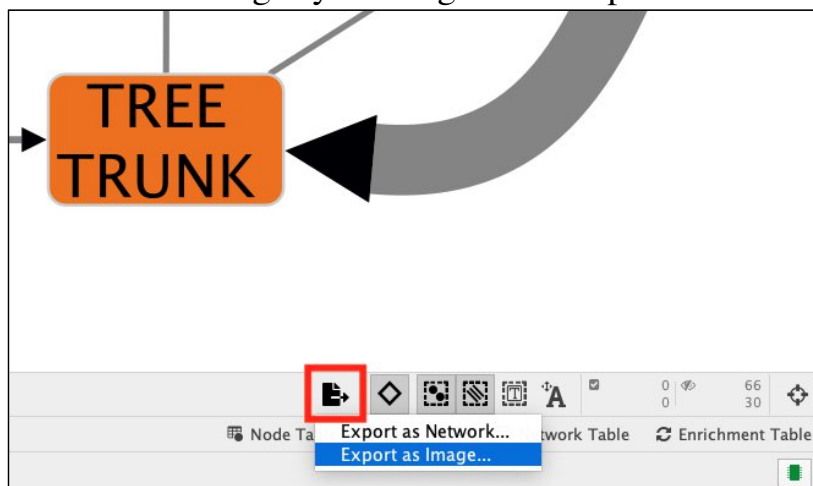 TREE
TRUNK
T
A
0 66
0 30
Node Ta
Export as Network...
twork Table
Enrichment Table
Export as Image...